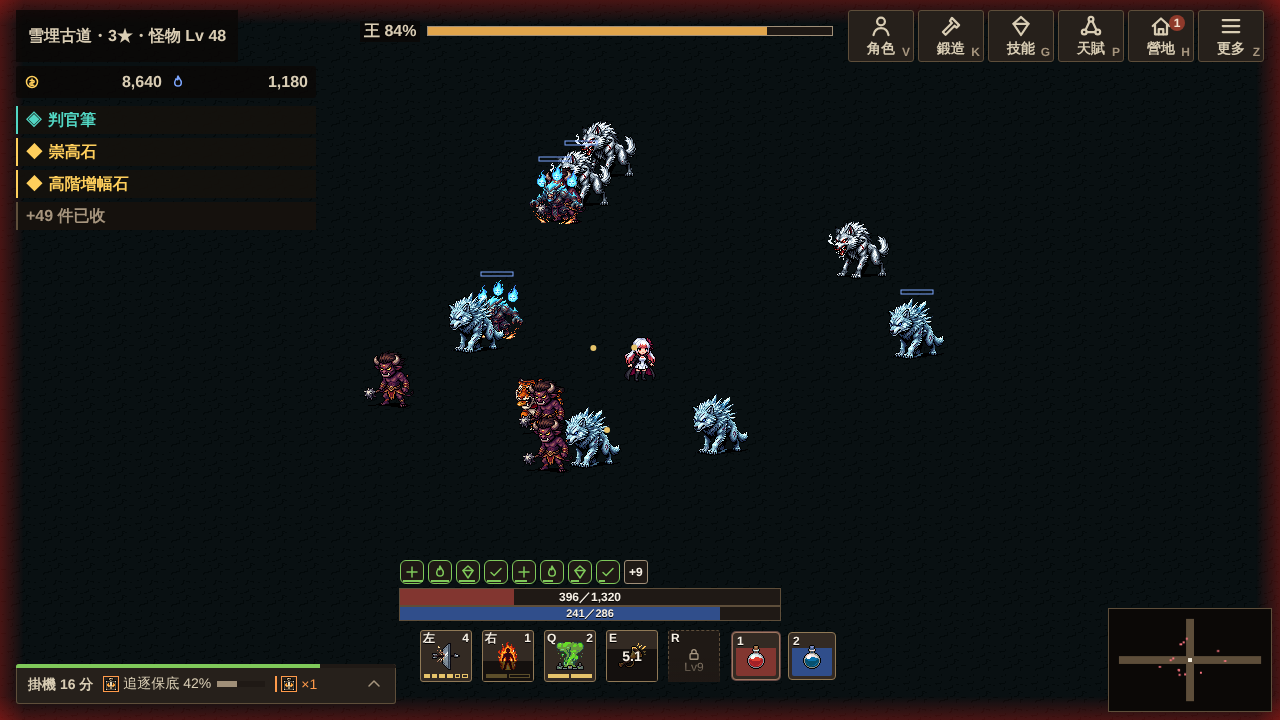 雪埋古道・3★・怪物 Lv 48
王 84%
角色 V
鍛造 K
技能 G
天賦 P
營地 H 1
更多 Z
8,640
1,180
判官筆
崇高石
高階增幅石
+49 件已收
+9
396／1,320
241／286
左 4
右 1
Q 2
E 5.1
R Lv9
1
2
掛機 16 分 追逐保底 42% ×1